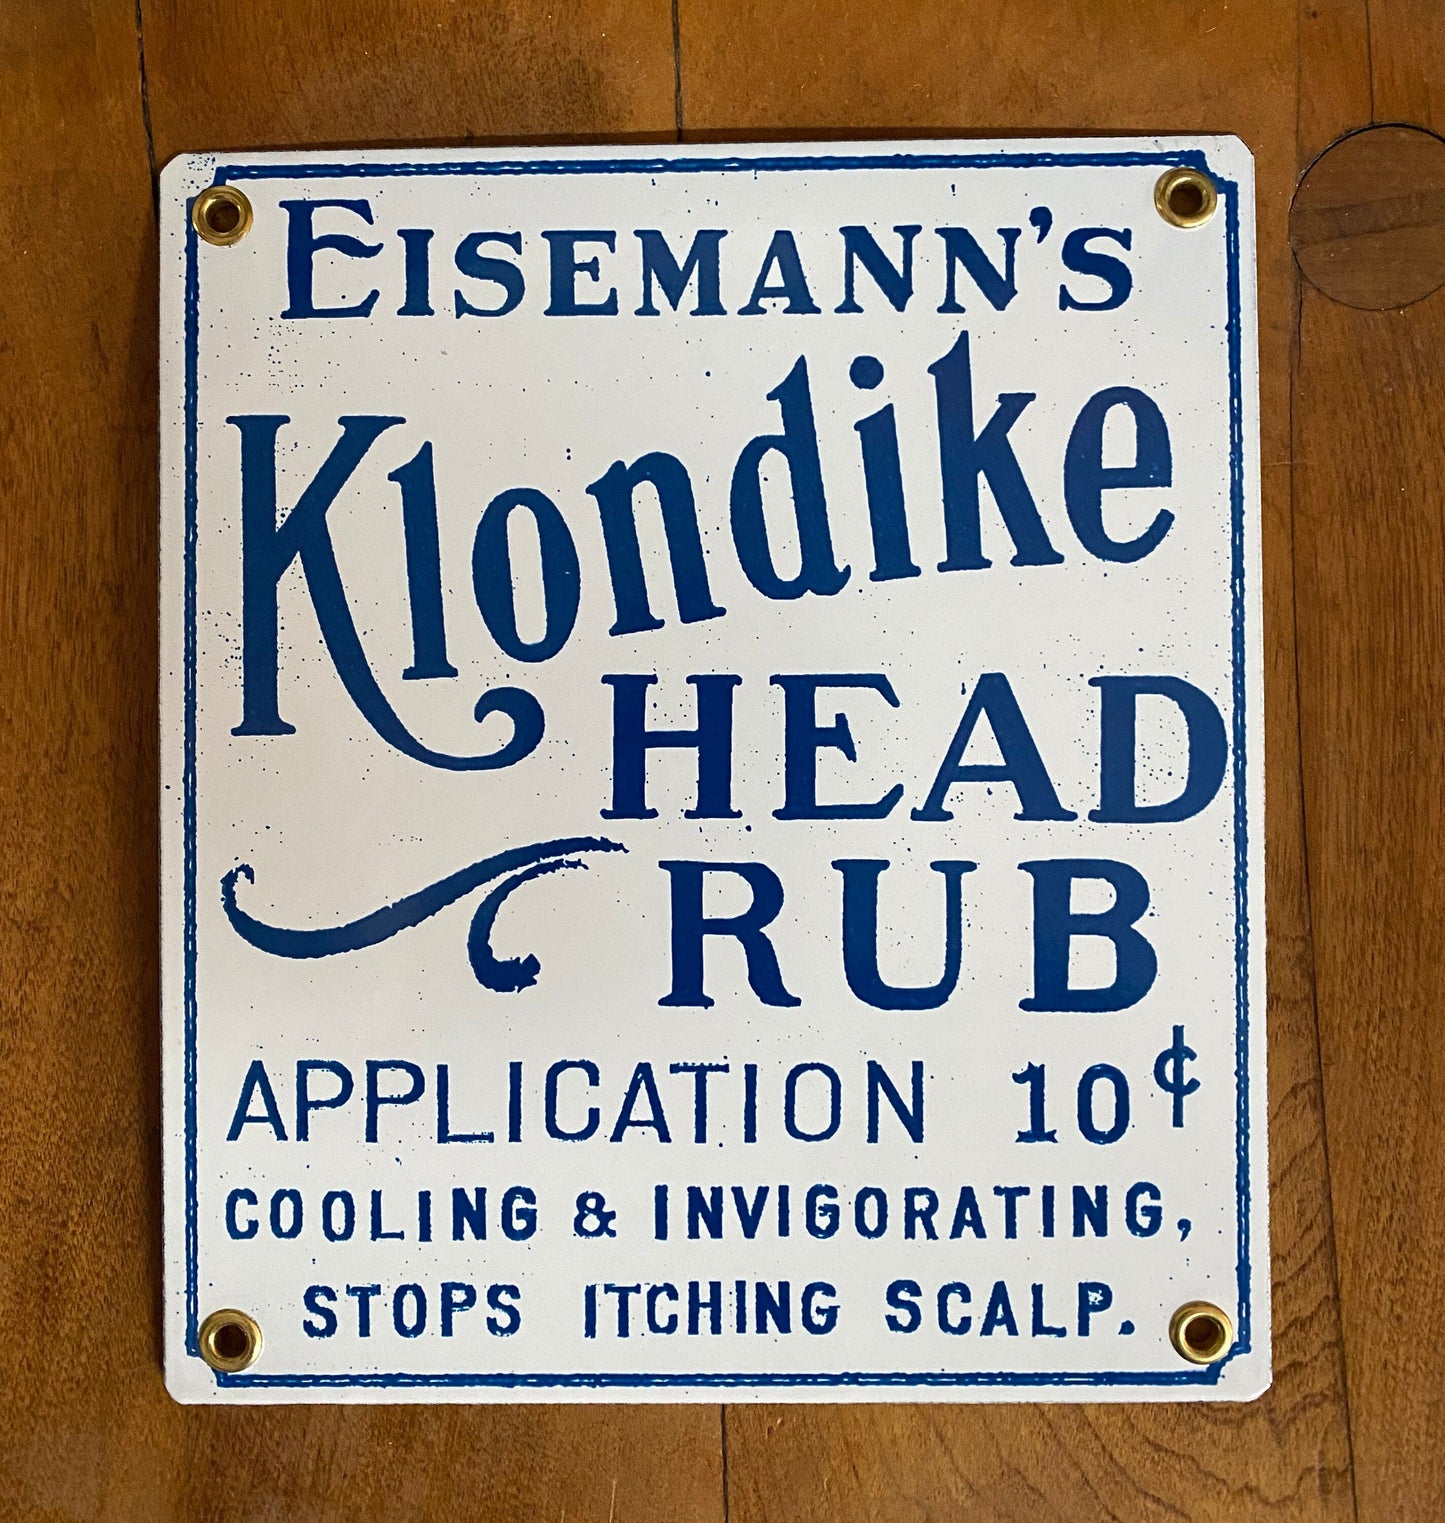 EISEMANN'S
Klondike
HEAD
RUB
APPLICATION 10¢
COOLING & INVIGORATING,
STOPS ITCHING SCALP.